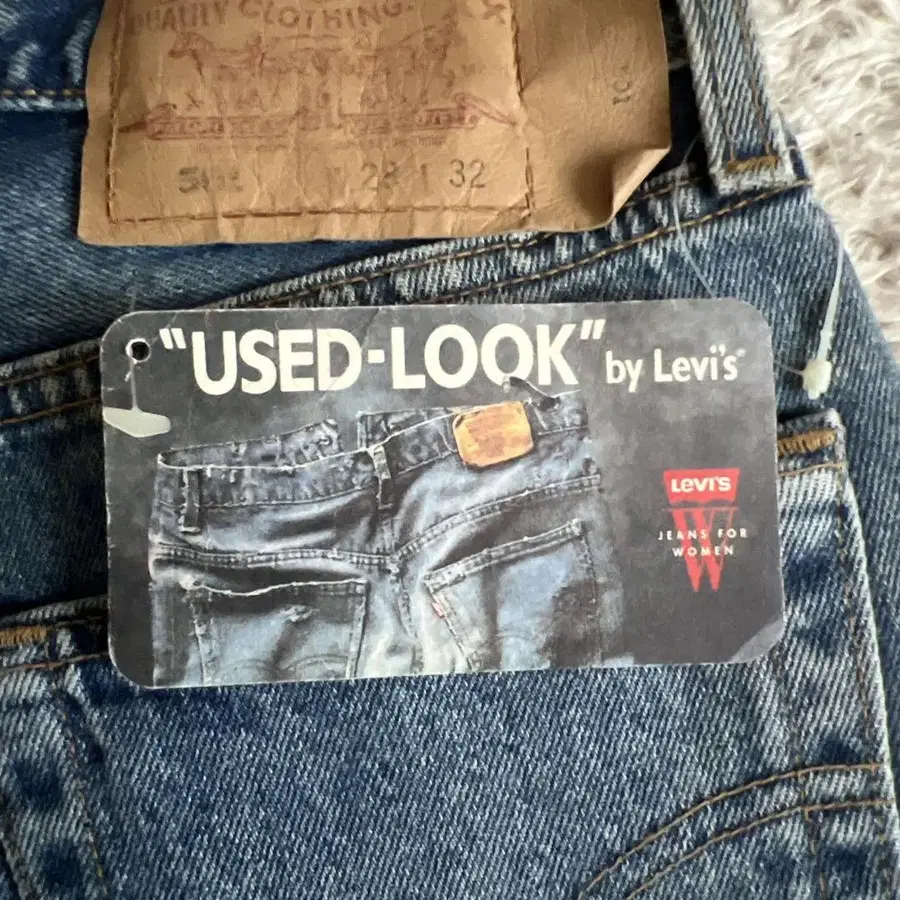 QUALITY CLOTHING
501 W 28 L 32
"USED-LOOK" by Levi's
LEVI'S
W
JEANS FOR
WOMEN